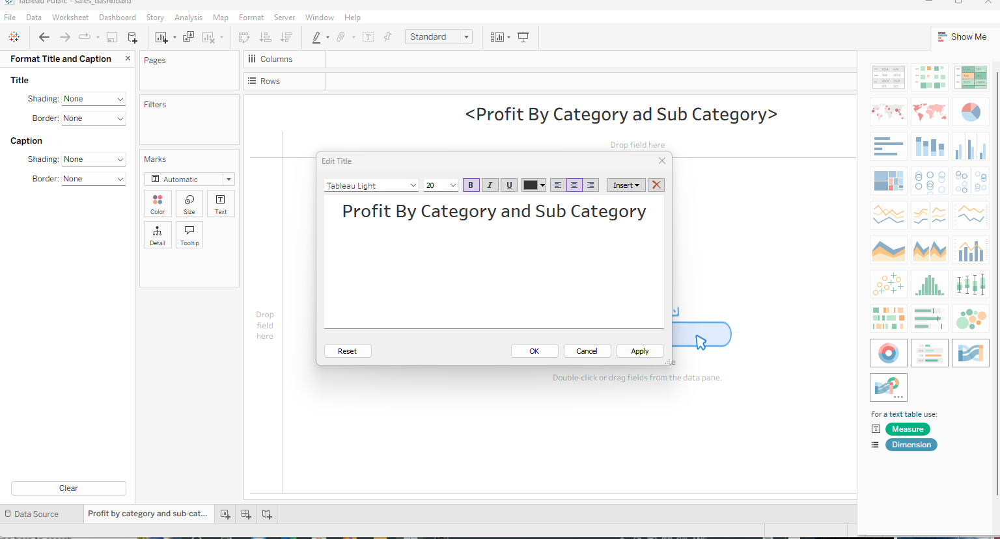 Tableau Public - sales_dashboard
File Data Worksheet Dashboard Story Analysis Map Format Server Window Help
Standard
Show Me
Format Title and Caption
Title
Shading: None
Border: None
Caption
Shading: None
Border: None
Clear
Pages
Filters
Marks
Automatic
Color Size Text
Detail Tooltip
Columns
Rows
<Profit By Category ad Sub Category>
Drop field here
Edit Title
Tableau Light 20 B I U Insert
Profit By Category and Sub Category
Reset OK Cancel Apply
Drop
field
here
Double-click or drag fields from the data pane.
For a text table use:
Measure
Dimension
Data Source Profit by category and sub-cat...